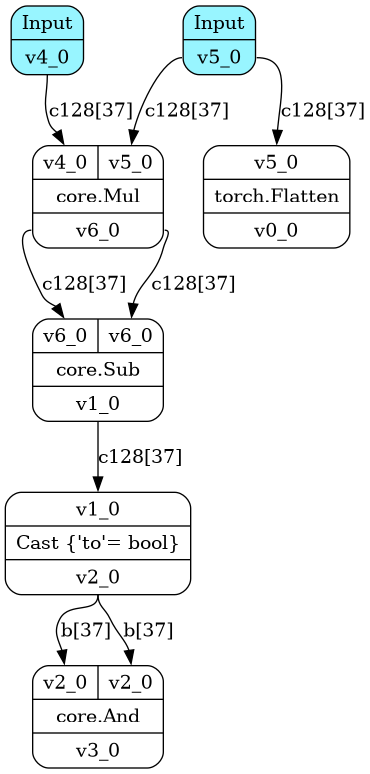 Input
v4_0
Input
v5_0
c128[37]
c128[37]
c128[37]
v4_0
v5_0
core.Mul
v6_0
v5_0
torch.Flatten
v0_0
c128[37]
c128[37]
v6_0
v6_0
core.Sub
v1_0
c128[37]
v1_0
Cast {'to'= bool}
v2_0
b[37]
b[37]
v2_0
v2_0
core.And
v3_0